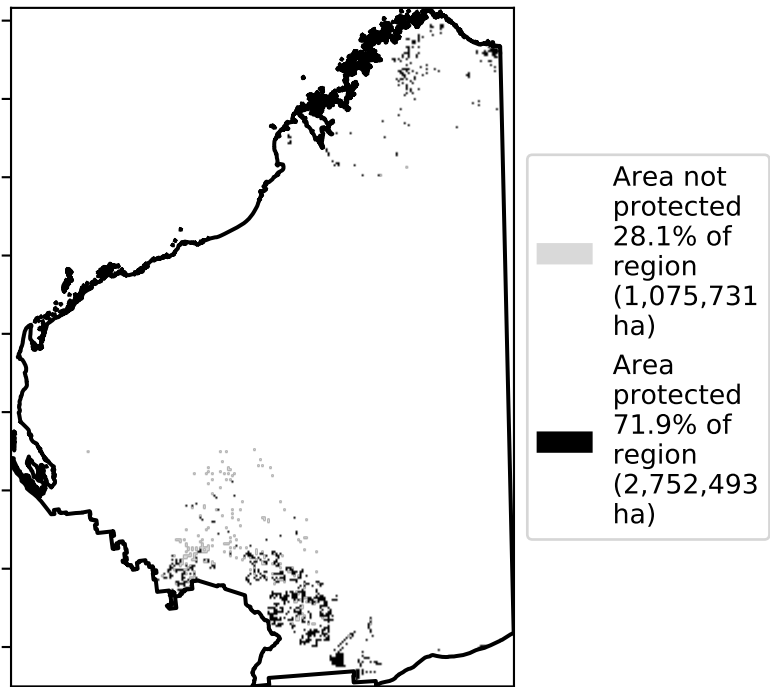 Area not
protected
28.1% of
region
(1,075,731
ha)
Area
protected
71.9% of
region
(2,752,493
ha)